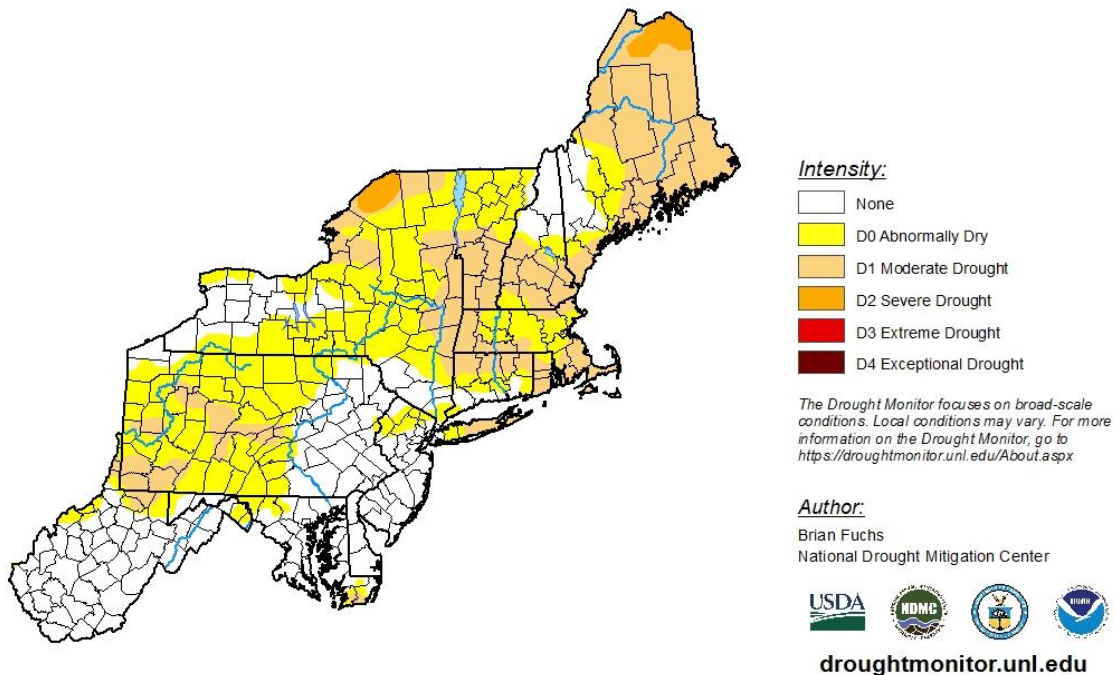 Intensity:
None
D0 Abnormally Dry
D1 Moderate Drought
D2 Severe Drought
D3 Extreme Drought
D4 Exceptional Drought
The Drought Monitor focuses on broad-scale
conditions. Local conditions may vary. For more
information on the Drought Monitor, go to
https://droughtmonitor.unl.edu/About.aspx
Author:
Brian Fuchs
National Drought Mitigation Center
USDA
NDMC
NOAA
droughtmonitor.unl.edu